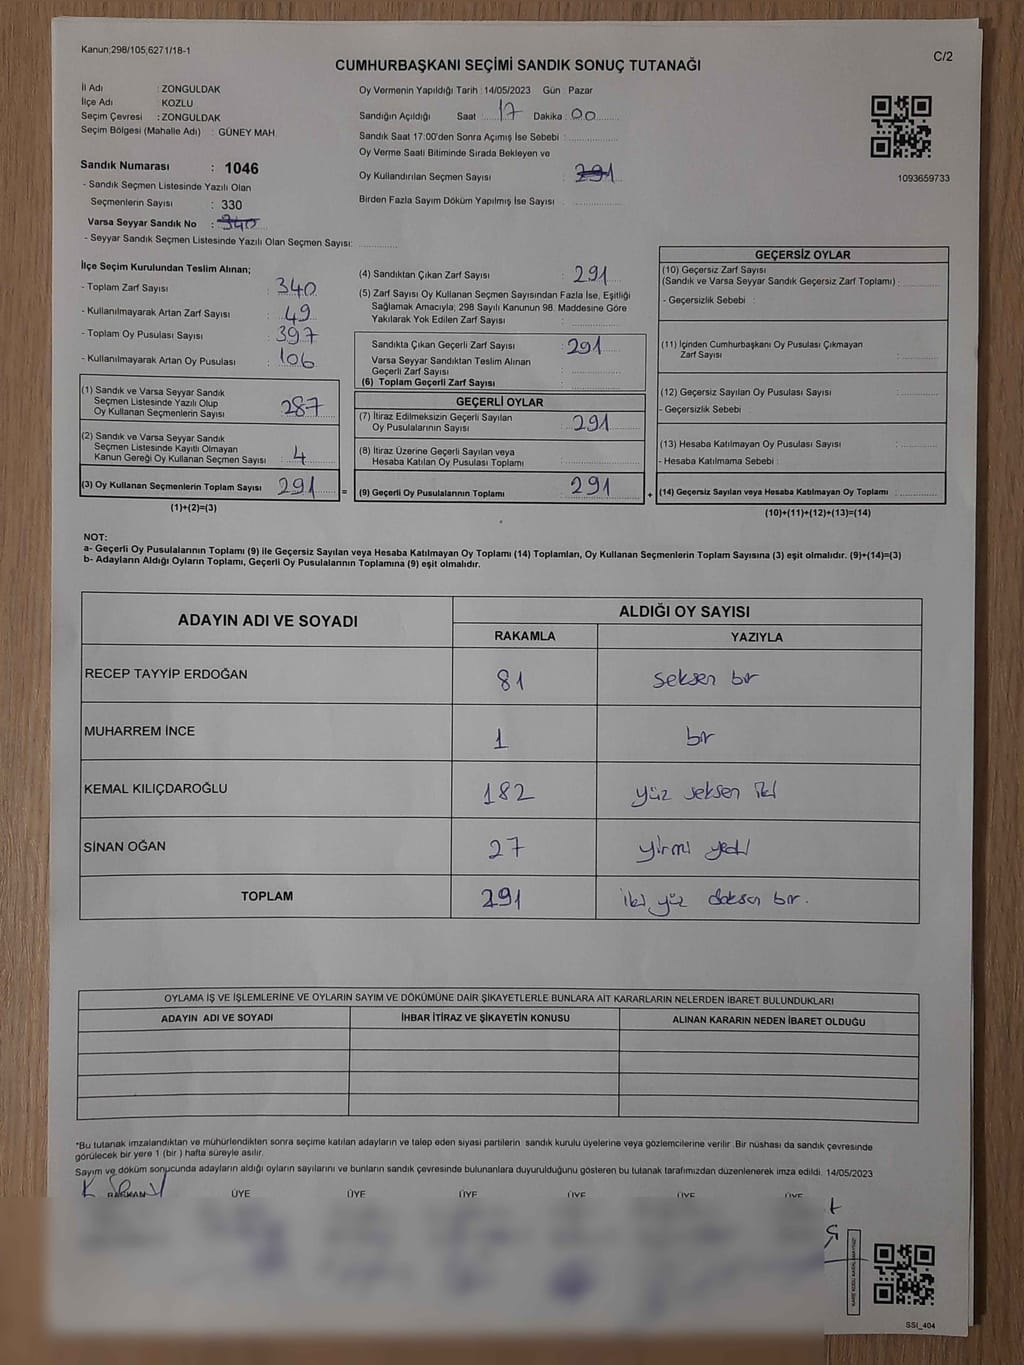 Kanun;298/105;6271/18-1
C/2
CUMHURBAŞKANI SEÇİMİ SANDIK SONUÇ TUTANAĞI
İl Adı : ZONGULDAK
İlçe Adı : KOZLU
Seçim Çevresi : ZONGULDAK
Seçim Bölgesi (Mahalle Adı) : GÜNEY MAH.
Sandık Numarası : 1046
- Sandık Seçmen Listesinde Yazılı Olan
Seçmenlerin Sayısı : 330
Varsa Seyyar Sandık No : 340
- Seyyar Sandık Seçmen Listesinde Yazılı Olan Seçmen Sayısı:
Oy Vermenin Yapıldığı Tarih : 14/05/2023 Gün : Pazar
Sandığın Açıldığı Saat 17 Dakika : 00
Sandık Saat 17:00'den Sonra Açımış İse Sebebi :
Oy Verme Saati Bitiminde Sırada Bekleyen ve
Oy Kullandırılan Seçmen Sayısı : 291
Birden Fazla Sayım Döküm Yapılmış İse Sayısı :
1093659733
İlçe Seçim Kurulundan Teslim Alınan;
- Toplam Zarf Sayısı : 340
- Kullanılmayarak Artan Zarf Sayısı : 49
- Toplam Oy Pusulası Sayısı : 397
- Kullanılmayarak Artan Oy Pusulası : 106
(1) Sandık ve Varsa Seyyar Sandık
Seçmen Listesinde Yazılı Olup
Oy Kullanan Seçmenlerin Sayısı 287
(2) Sandık ve Varsa Seyyar Sandık
Seçmen Listesinde Kayıtlı Olmayan
Kanun Gereği Oy Kullanan Seçmen Sayısı : 4
(3) Oy Kullanan Seçmenlerin Toplam Sayısı 291 =
(1)+(2)=(3)
(4) Sandıktan Çıkan Zarf Sayısı : 291
(5) Zarf Sayısı Oy Kullanan Seçmen Sayısından Fazla İse, Eşitliği
Sağlamak Amacıyla; 298 Sayılı Kanunun 98. Maddesine Göre
Yakılarak Yok Edilen Zarf Sayısı :
Sandıkta Çıkan Geçerli Zarf Sayısı : 291
Varsa Seyyar Sandıktan Teslim Alınan
Geçerli Zarf Sayısı :
(6) Toplam Geçerli Zarf Sayısı :
GEÇERLİ OYLAR
(7) İtiraz Edilmeksizin Geçerli Sayılan
Oy Pusulalarının Sayısı : 291
(8) İtiraz Üzerine Geçerli Sayılan veya
Hesaba Katılan Oy Pusulası Toplamı :
(9) Geçerli Oy Pusulalarının Toplamı : 291 +
GEÇERSİZ OYLAR
(10) Geçersiz Zarf Sayısı
(Sandık ve Varsa Seyyar Sandık Geçersiz Zarf Toplamı) :
- Geçersizlik Sebebi :
(11) İçinden Cumhurbaşkanı Oy Pusulası Çıkmayan
Zarf Sayısı :
(12) Geçersiz Sayılan Oy Pusulası Sayısı :
- Geçersizlik Sebebi :
(13) Hesaba Katılmayan Oy Pusulası Sayısı :
- Hesaba Katılmama Sebebi :
(14) Geçersiz Sayılan veya Hesaba Katılmayan Oy Toplamı :
(10)+(11)+(12)+(13)=(14)
NOT:
a- Geçerli Oy Pusulalarının Toplamı (9) ile Geçersiz Sayılan veya Hesaba Katılmayan Oy Toplamı (14) Toplamları, Oy Kullanan Seçmenlerin Toplam Sayısına (3) eşit olmalıdır. (9)+(14)=(3)
b- Adayların Aldığı Oyların Toplamı, Geçerli Oy Pusulalarının Toplamına (9) eşit olmalıdır.
ADAYIN ADI VE SOYADI
ALDIĞI OY SAYISI
RAKAMLA YAZIYLA
RECEP TAYYİP ERDOĞAN 81 seksen bir
MUHARREM İNCE 1 bir
KEMAL KILIÇDAROĞLU 182 yüz seksen iki
SİNAN OĞAN 27 yirmi yedi
TOPLAM 291 iki yüz doksan bir.
OYLAMA İŞ VE İŞLEMLERİNE VE OYLARIN SAYIM VE DÖKÜMÜNE DAİR ŞİKAYETLERLE BUNLARA AİT KARARLARIN NELERDEN İBARET BULUNDUKLARI
ADAYIN ADI VE SOYADI İHBAR İTİRAZ VE ŞİKAYETİN KONUSU ALINAN KARARIN NEDEN İBARET OLDUĞU
*Bu tutanak imzalandıktan ve mühürlendikten sonra seçime katılan adayların ve talep eden siyasi partilerin sandık kurulu üyelerine veya gözlemcilerine verilir. Bir nüshası da sandık çevresinde
görülecek bir yere 1 (bir ) hafta süreyle asılır.
Sayım ve döküm sonucunda adayların aldığı oyların sayılarını ve bunların sandık çevresinde bulunanlara duyurulduğunu gösteren bu tutanak tarafımızdan düzenlenerek imza edildi. 14/05/2023
BAŞKAN ÜYE ÜYE ÜYE ÜYE ÜYE ÜYE
SSI_404